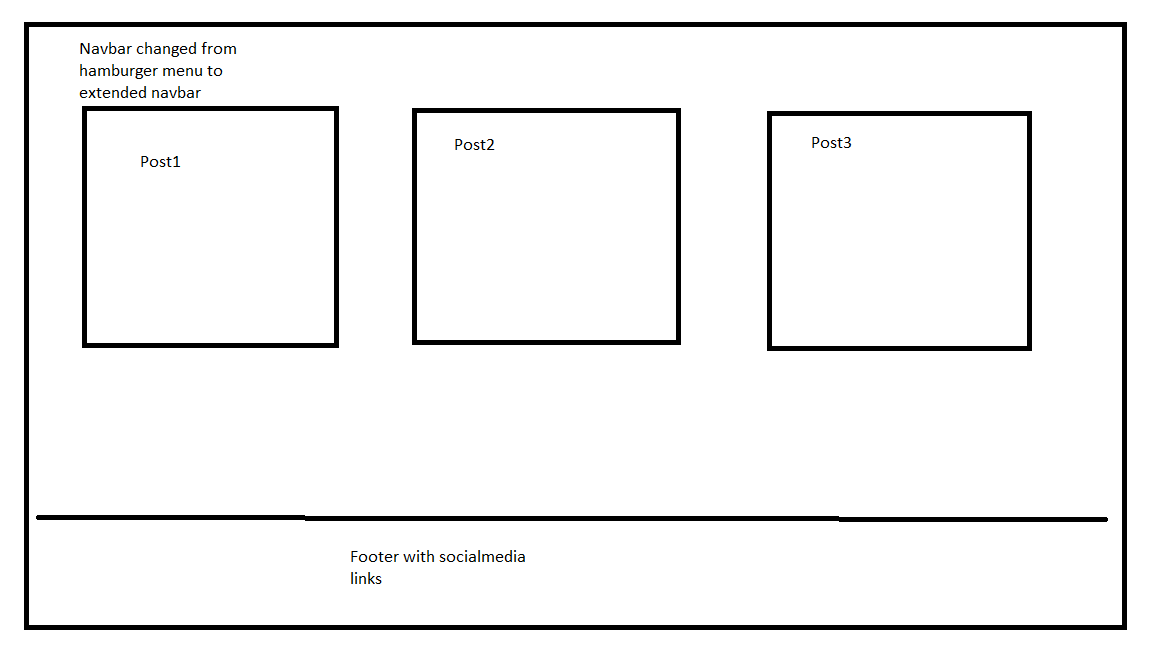 Navbar changed from
hamburger menu to
extended navbar
Post1
Post2
Post3
Footer with socialmedia
links